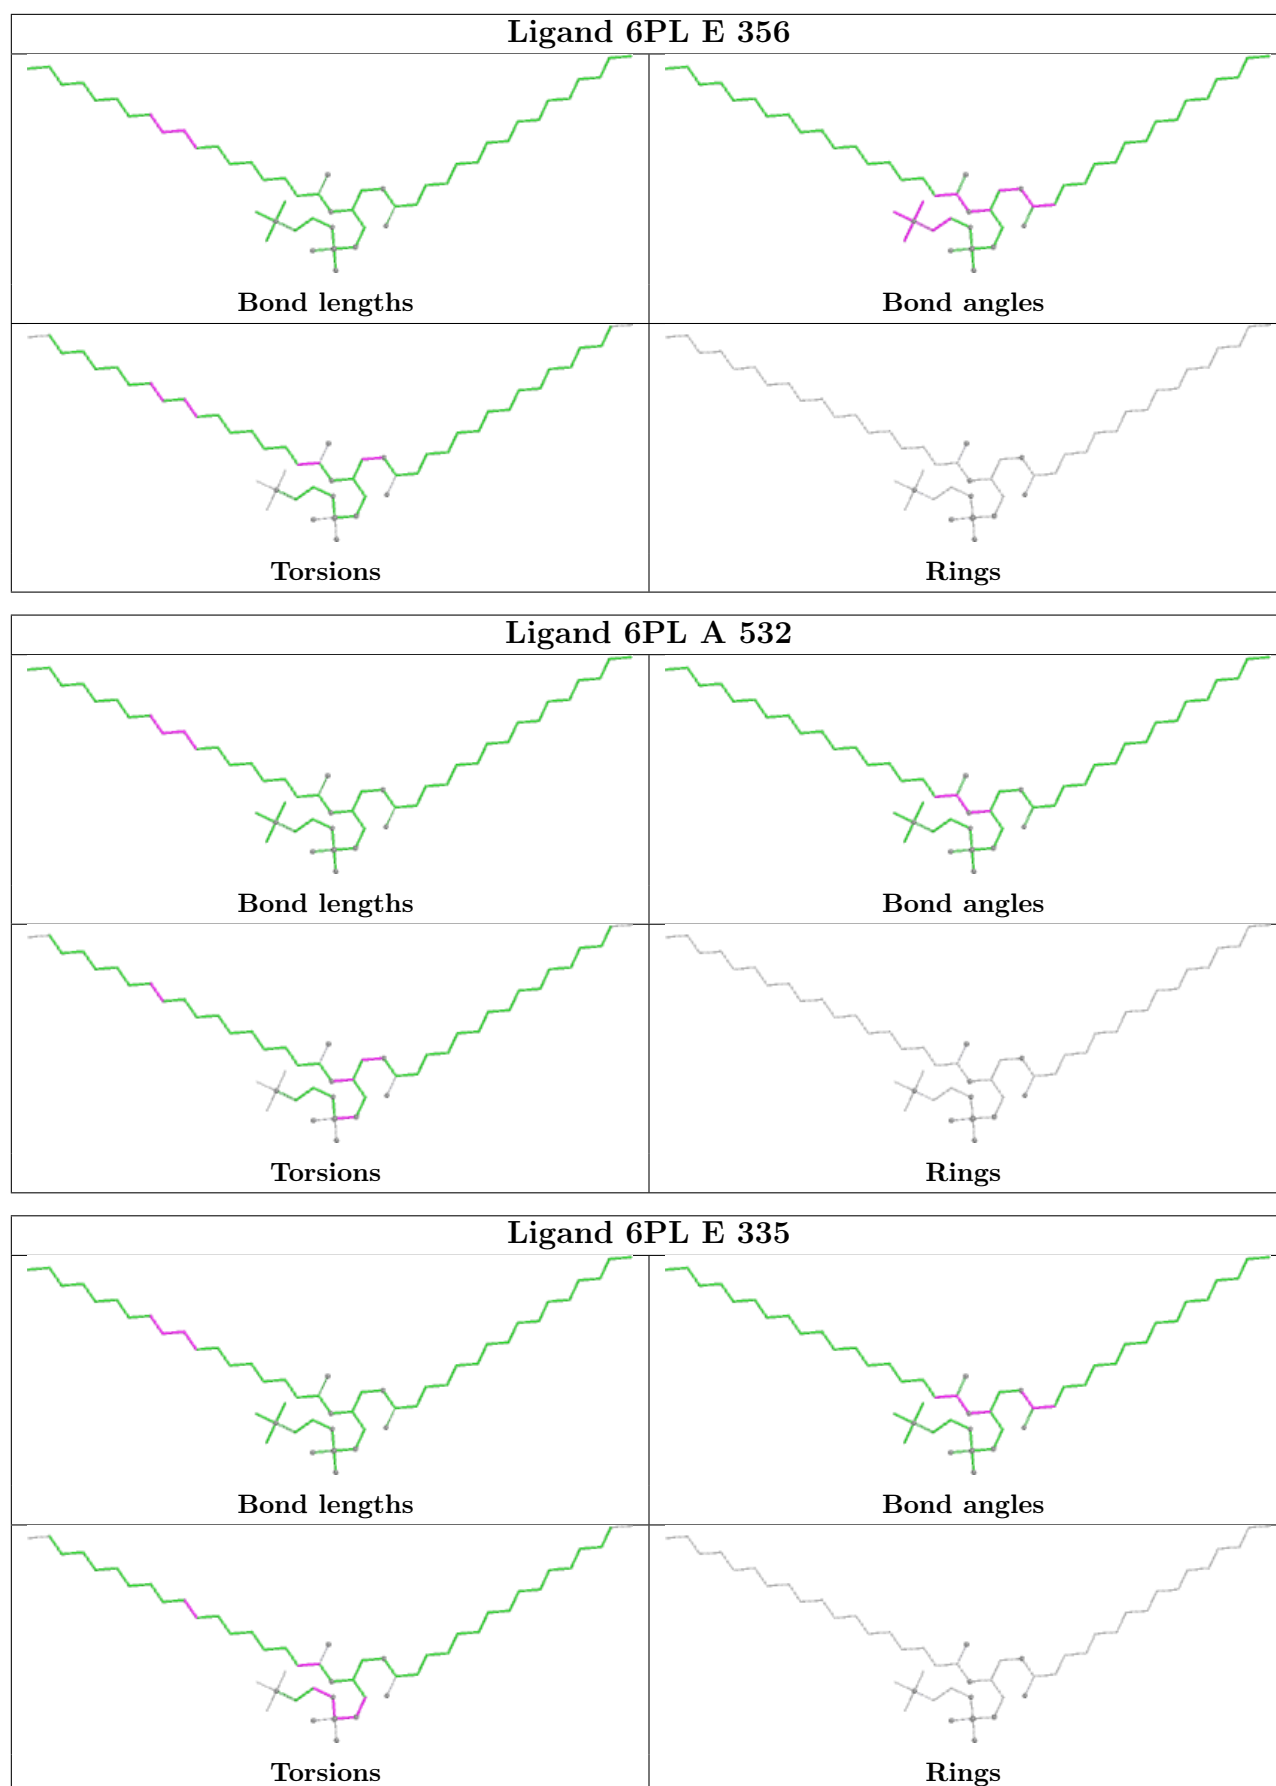 Ligand 6PL E 356
Bond lengths
Bond angles
Torsions
Rings
Ligand 6PL A 532
Bond lengths
Bond angles
Torsions
Rings
Ligand 6PL E 335
Bond lengths
Bond angles
Torsions
Rings